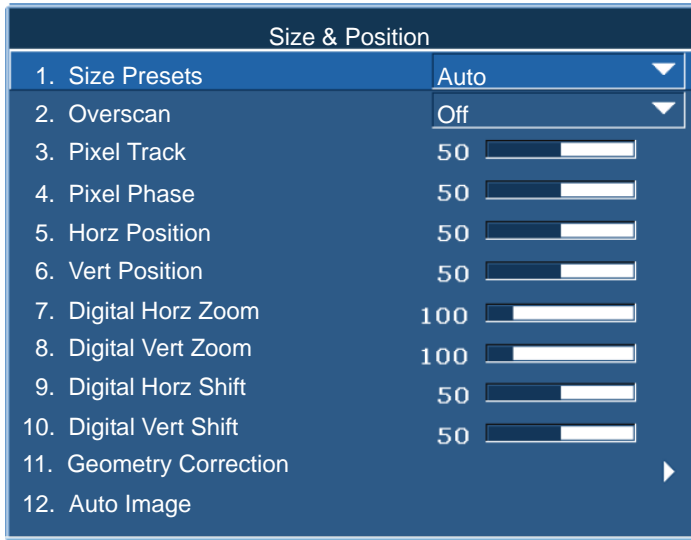 Size & Position
1. Size Presets Auto
2. Overscan Off
3. Pixel Track 50
4. Pixel Phase 50
5. Horz Position 50
6. Vert Position 50
7. Digital Horz Zoom 100
8. Digital Vert Zoom 100
9. Digital Horz Shift 50
10. Digital Vert Shift 50
11. Geometry Correction
12. Auto Image